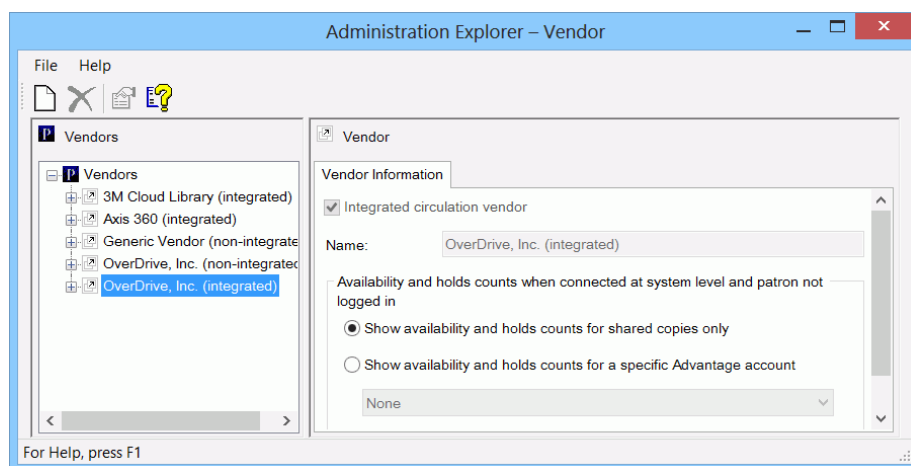 Administration Explorer – Vendor
File Help
Vendors
Vendors
3M Cloud Library (integrated)
Axis 360 (integrated)
Generic Vendor (non-integrate
OverDrive, Inc. (non-integrated
OverDrive, Inc. (integrated)
Vendor
Vendor Information
Integrated circulation vendor
Name: OverDrive, Inc. (integrated)
Availability and holds counts when connected at system level and patron not
logged in
Show availability and holds counts for shared copies only
Show availability and holds counts for a specific Advantage account
None
For Help, press F1